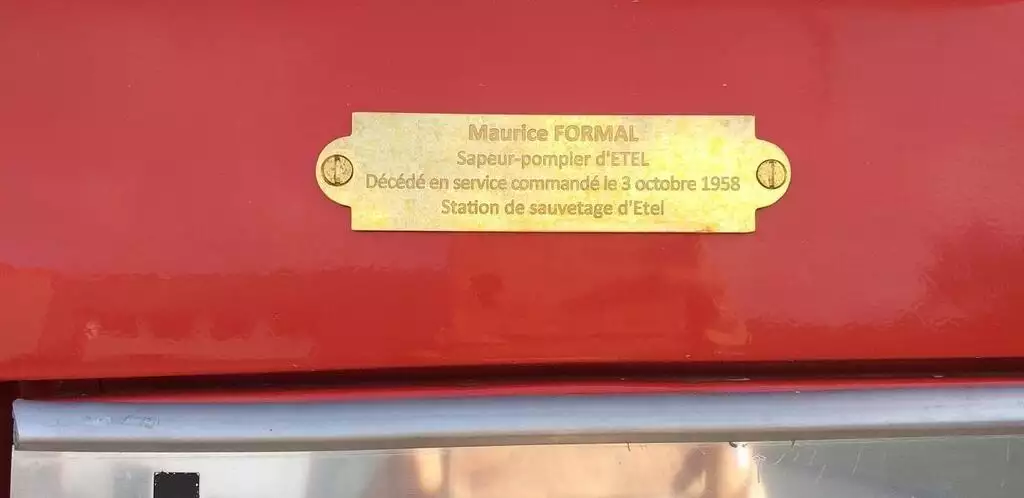 Maurice FORMAL
Sapeur-pompier d'ETEL
Décédé en service commandé le 3 octobre 1958
Station de sauvetage d'Etel